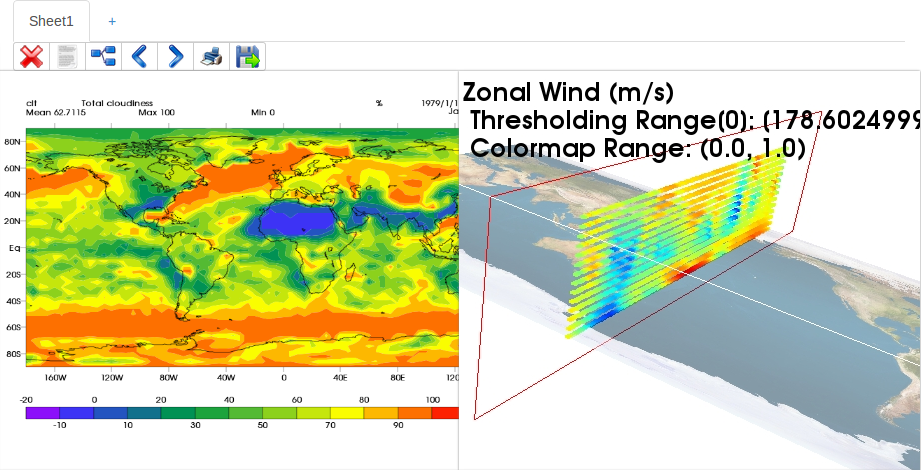 Sheet1 +
clt Total cloudiness % 1979/1/1
Mean 62.7115 Max 100 Min 0 Ja
80N
60N
40N
20N
Eq
20S
40S
60S
80S
160W 120W 80W 40W 0 40E 80E 120
-20 0 20 40 60 80 100
-10 10 30 50 70 90
Zonal Wind (m/s)
Thresholding Range(0): (178.6024999
Colormap Range: (0.0, 1.0)